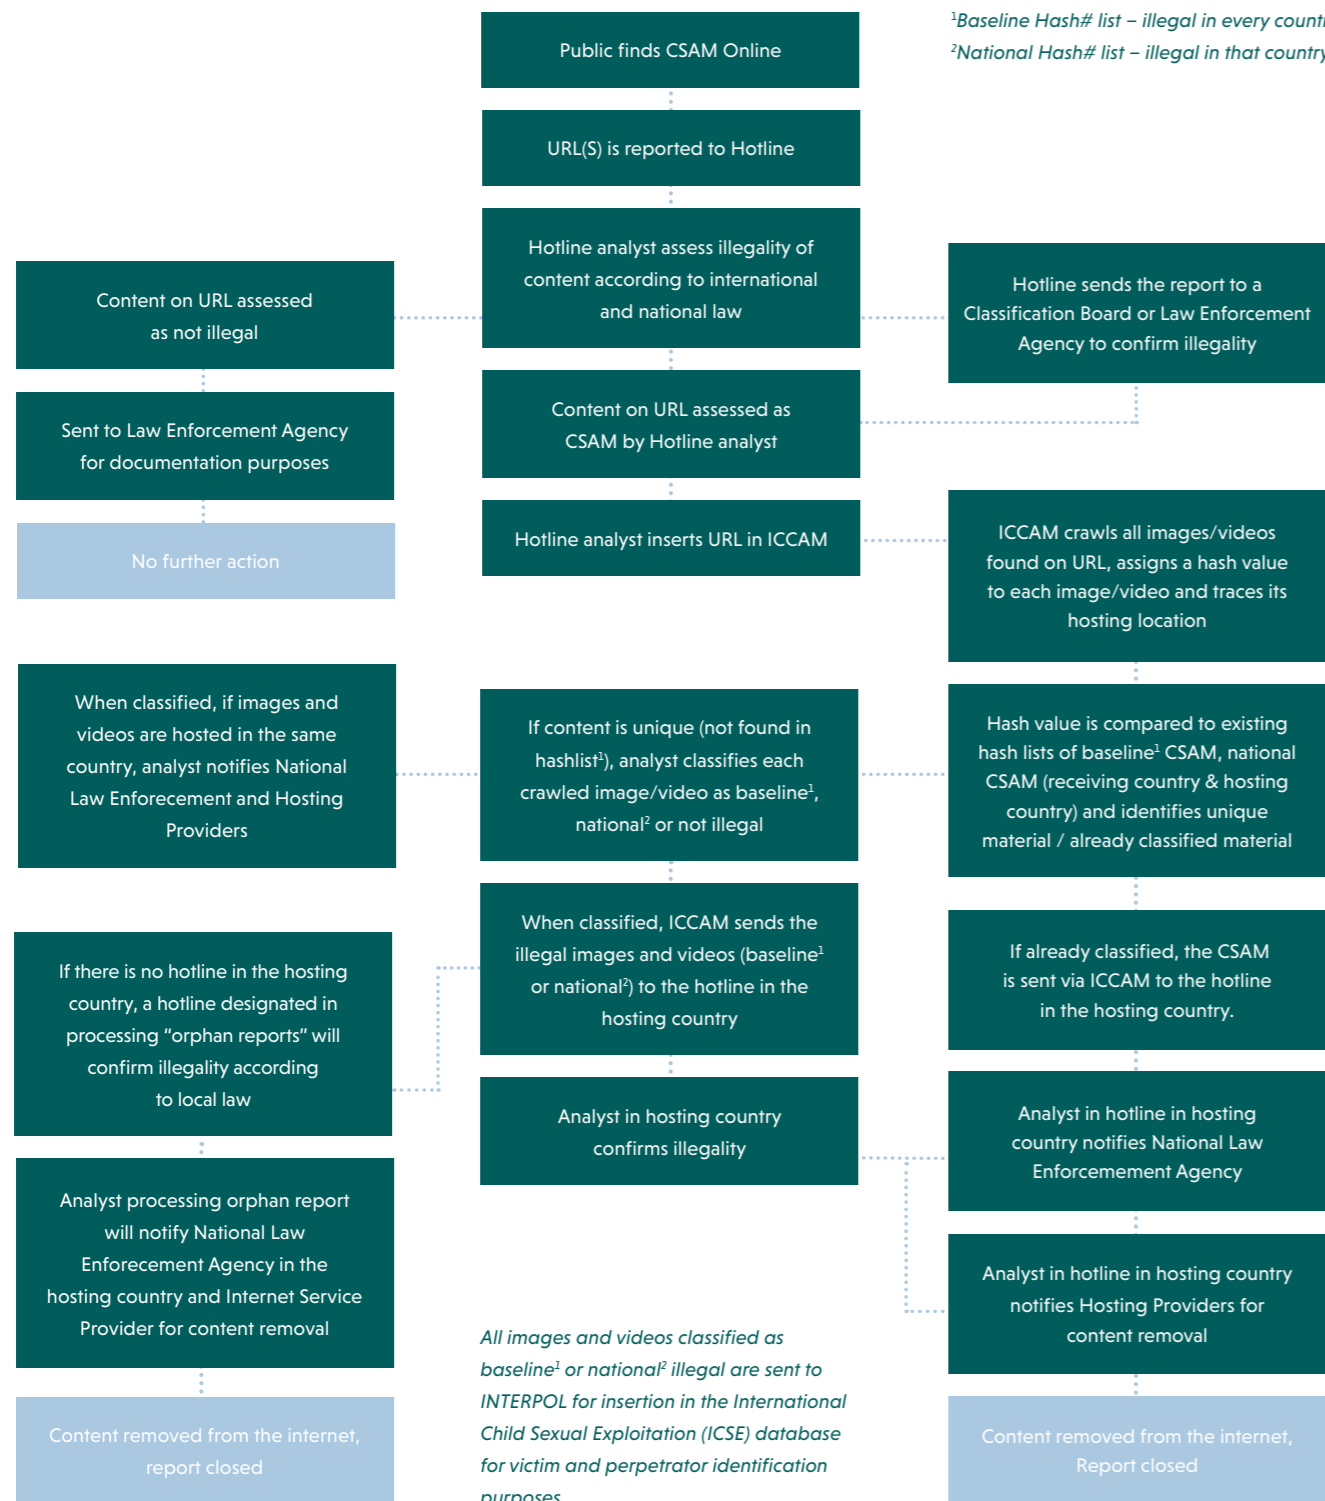 ¹Baseline Hash# list – illegal in every
²National Hash# list – illegal in that country
Public finds CSAM Online
URL(S) is reported to Hotline
Hotline analyst assess illegality of
content according to international
and national law
Content on URL assessed
as not illegal
Hotline sends the report to a
Classification Board or Law Enforcement
Agency to confirm illegality
Sent to Law Enforcement Agency
for documentation purposes
Content on URL assessed as
CSAM by Hotline analyst
No further action
Hotline analyst inserts URL in ICCAM
ICCAM crawls all images/videos
found on URL, assigns a hash value
to each image/video and traces its
hosting location
When classified, if images and
videos are hosted in the same
country, analyst notifies National
Law Enforecement and Hosting
Providers
If content is unique (not found in
hashlist¹), analyst classifies each
crawled image/video as baseline¹,
national² or not illegal
Hash value is compared to existing
hash lists of baseline¹ CSAM, national
CSAM (receiving country & hosting
country) and identifies unique
material / already classified material
If there is no hotline in the hosting
country, a hotline designated in
processing “orphan reports” will
confirm illegality according
to local law
When classified, ICCAM sends the
illegal images and videos (baseline¹
or national²) to the hotline in the
hosting country
If already classified, the CSAM
is sent via ICCAM to the hotline
in the hosting country.
Analyst in hosting country
confirms illegality
Analyst in hotline in hosting
country notifies National Law
Enforcemement Agency
Analyst processing orphan report
will notify National Law
Enforecement Agency in the
hosting country and Internet Service
Provider for content removal
Analyst in hotline in hosting country
notifies Hosting Providers for
content removal
Content removed from the internet,
report closed
All images and videos classified as
baseline¹ or national² illegal are sent to
INTERPOL for insertion in the International
Child Sexual Exploitation (ICSE) database
for victim and perpetrator identification
purposes
Content removed from the internet,
Report closed